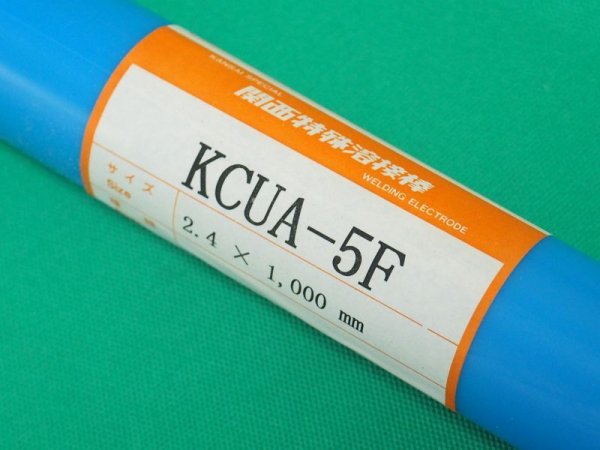 KANSAI SPECIAL
関西特殊溶接棒
WELDING ELECTRODE
KCUA-5F
サイズ
Size
2.4 × 1,000 mm